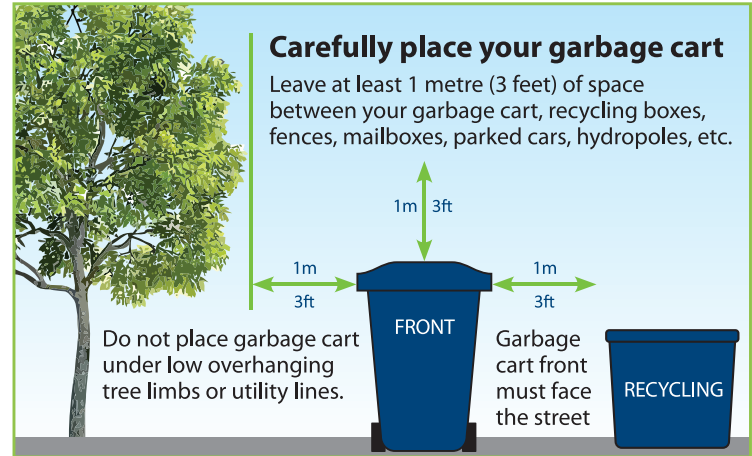 Carefully place your garbage cart
Leave at least 1 metre (3 feet) of space
between your garbage cart, recycling boxes,
fences, mailboxes, parked cars, hydropoles, etc.
1m 3ft
1m
3ft
1m
3ft
Do not place garbage cart
under low overhanging
tree limbs or utility lines.
FRONT
Garbage
cart front
must face
the street
RECYCLING